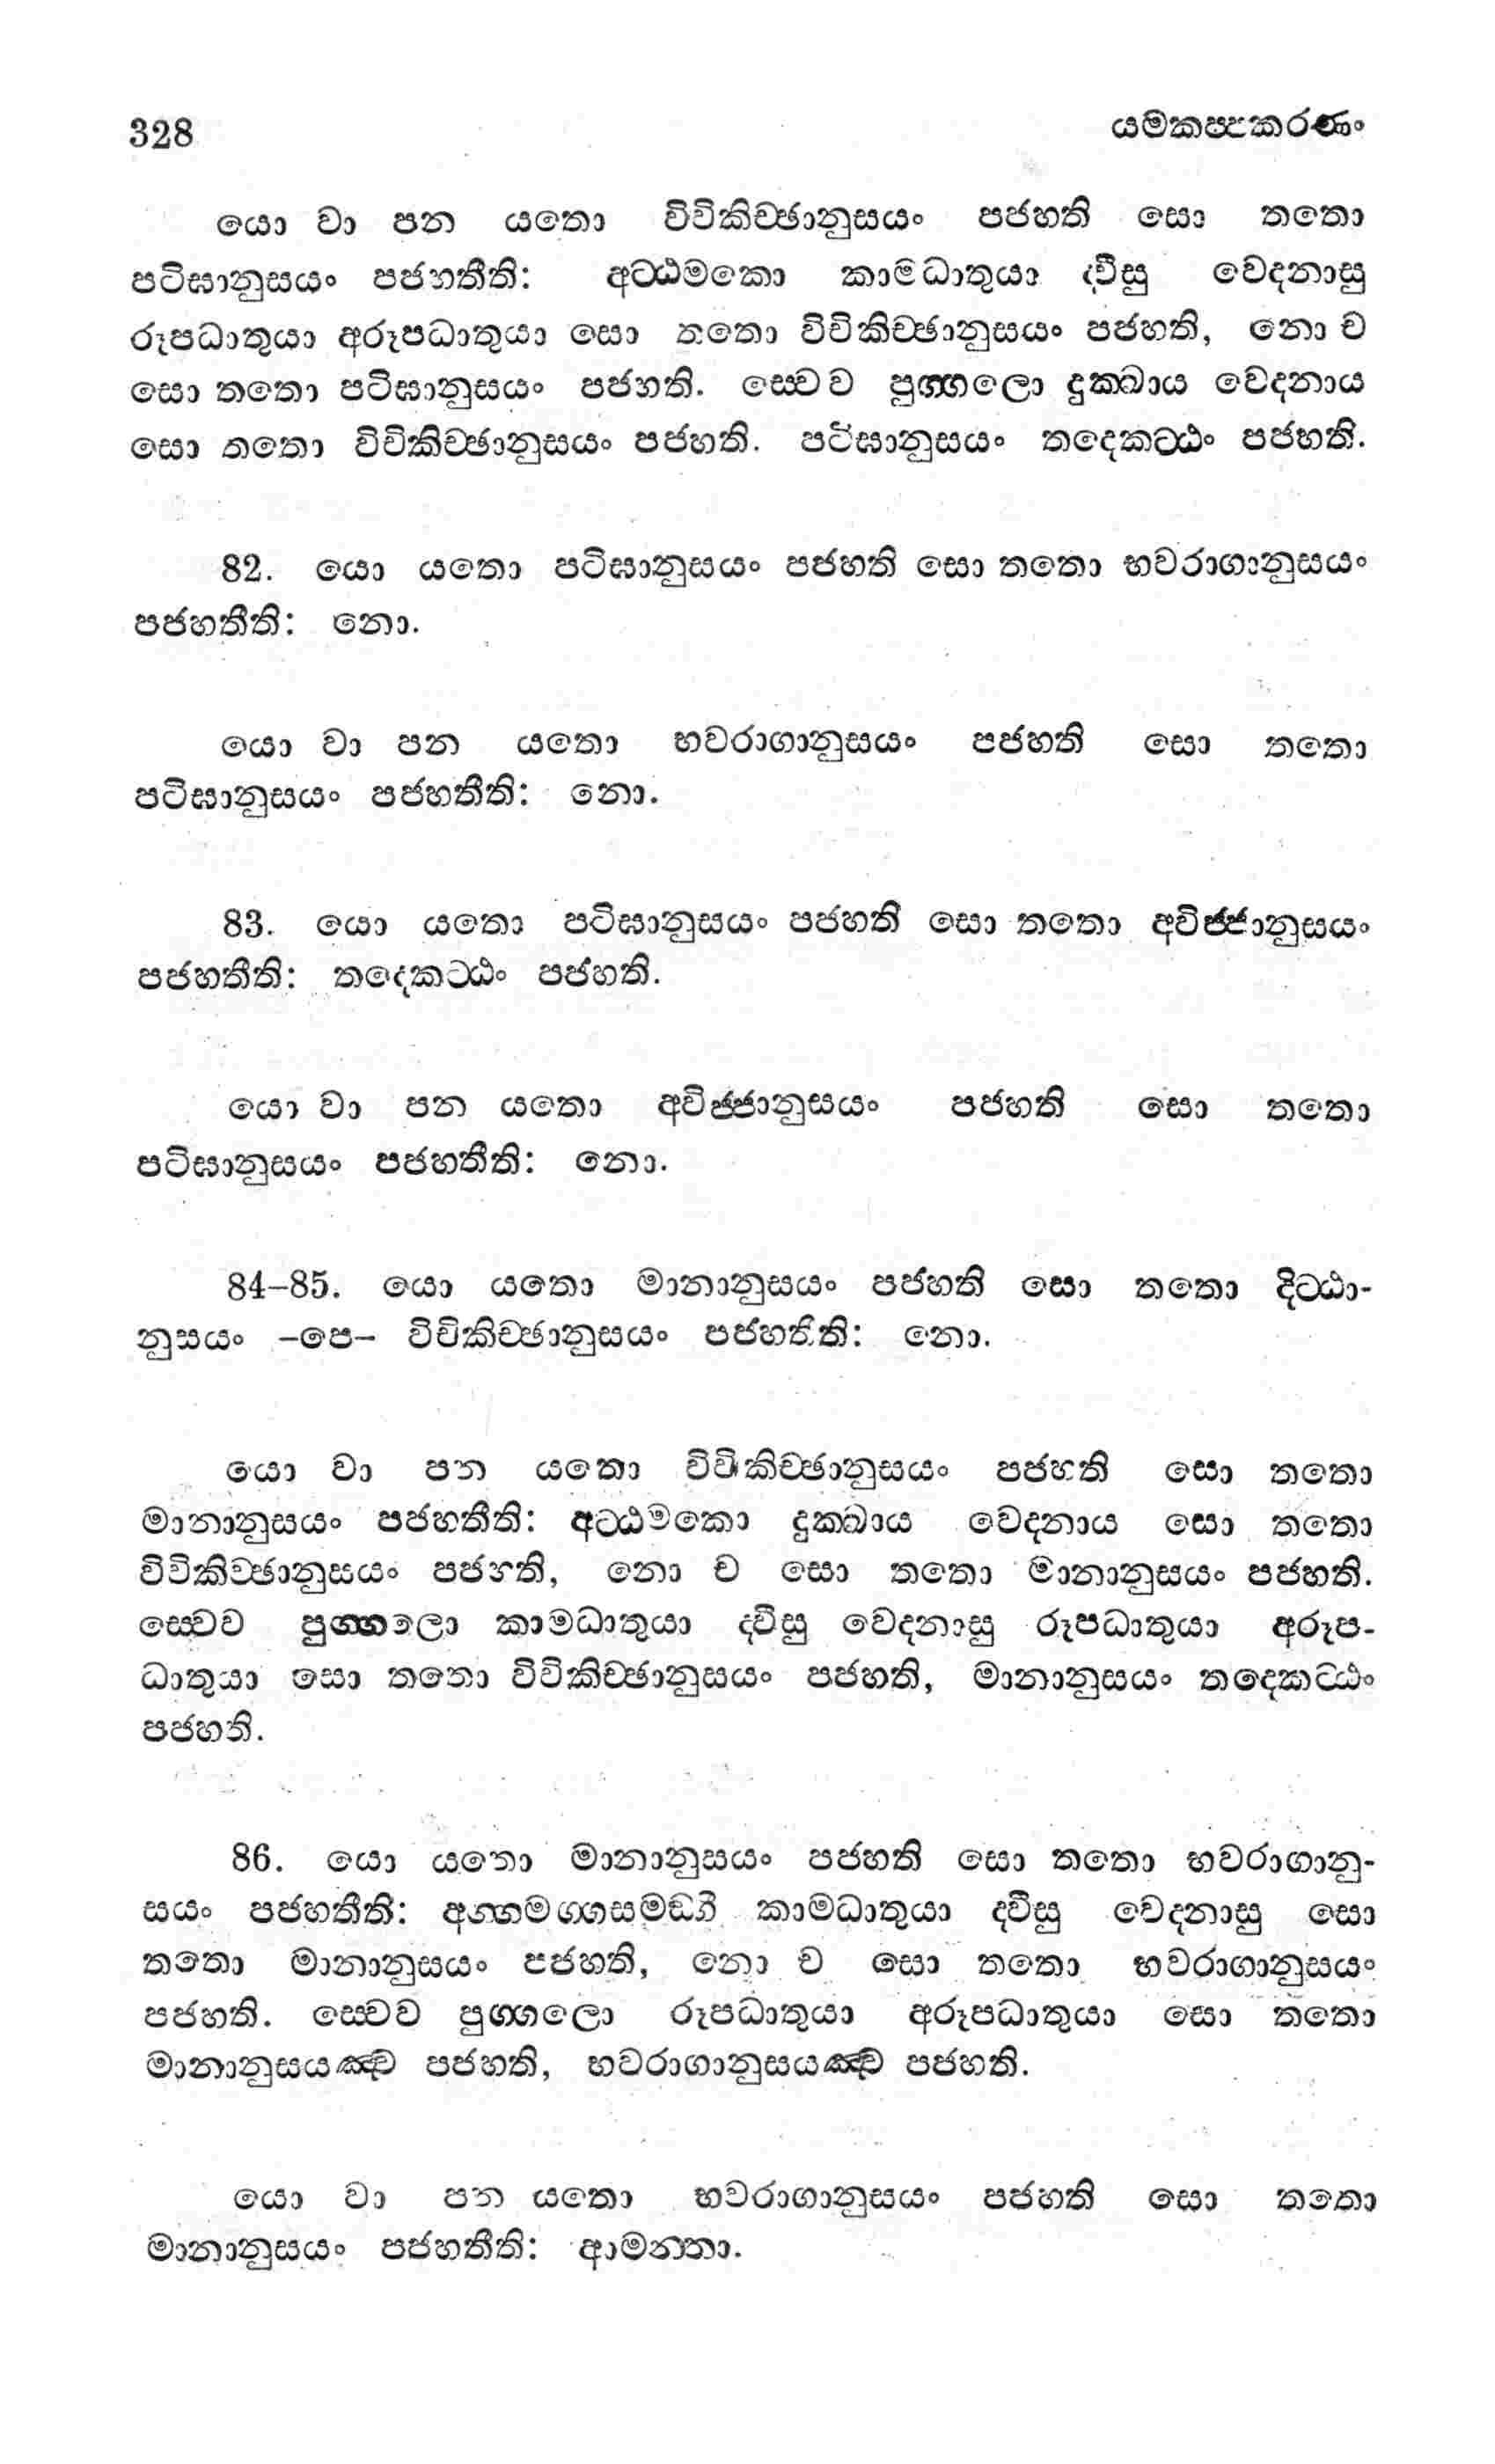 328
යමකප්පකරණං
යො වා පන යතො විචිකිච්ඡානුසයං පජහති සො තතො
පටිඝානුසයං පජහතීති: අට්ඨමකො කාමධාතුයා ද්වීසු වෙදනාසු
රූපධාතුයා අරූපධාතුයා සො තතො විචිකිච්ඡානුසයං පජහති, නො ච
සො තතො පටිඝානුසයං පජහති. ස්වෙව පුග්ගලො දුක්ඛාය වෙදනාය
සො තතො විචිකිච්ඡානුසයං පජහති. පටිඝානුසයං තදෙකට්ඨං පජහති.
82. යො යතො පටිඝානුසයං පජහති සො තතො භවරාගානුසයං
පජහතීති: නො.
යො වා පන යතො භවරාගානුසයං පජහති සො තතො
පටිඝානුසයං පජහතීති: නො.
83. යො යතො පටිඝානුසයං පජහති සො තතො අවිජ්ජානුසයං
පජහතීති: තදෙකට්ඨං පජහති.
යො වා පන යතො අවිජ්ජානුසයං පජහති සො තතො
පටිඝානුසයං පජහතීති: නො.
84–85. යො යතො මානානුසයං පජහති සො තතො දිට්ඨා-
නුසයං –පෙ– විචිකිච්ඡානුසයං පජහතීති: නො.
යො වා පන යතො විචිකිච්ඡානුසයං පජහති සො තතො
මානානුසයං පජහතීති: අට්ඨමකො දුක්ඛාය වෙදනාය සො තතො
විචිකිච්ඡානුසයං පජහති, නො ච සො තතො මානානුසයං පජහති.
ස්වෙව පුග්ගලො කාමධාතුයා ද්වීසු වෙදනාසු රූපධාතුයා අරූප-
ධාතුයා සො තතො විචිකිච්ඡානුසයං පජහති, මානානුසයං තදෙකට්ඨං
පජහති.
86. යො යතො මානානුසයං පජහති සො තතො භවරාගානු-
සයං පජහතීති: අග්ගමග්ගසමඞ්ගී කාමධාතුයා ද්වීසු වෙදනාසු සො
තතො මානානුසයං පජහති, නො ච සො තතො භවරාගානුසයං
පජහති. ස්වෙව පුග්ගලො රූපධාතුයා අරූපධාතුයා සො තතො
මානානුසයඤ්ච පජහති, භවරාගානුසයඤ්ච පජහති.
යො වා පන යතො භවරාගානුසයං පජහති සො තතො
මානානුසයං පජහතීති: ආමන්තා.